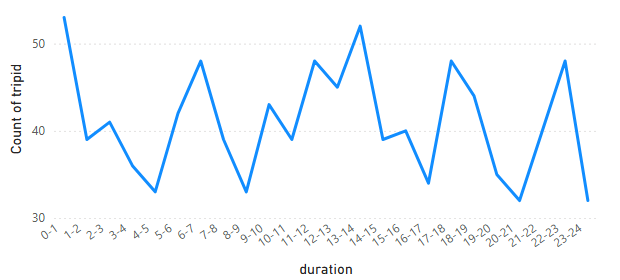 Count of tripid
50
40
30
0-1 1-2 2-3 3-4 4-5 5-6 6-7 7-8 8-9 9-10 10-11 11-12 12-13 13-14 14-15 15-16 16-17 17-18 18-19 19-20 20-21 21-22 22-23 23-24
duration